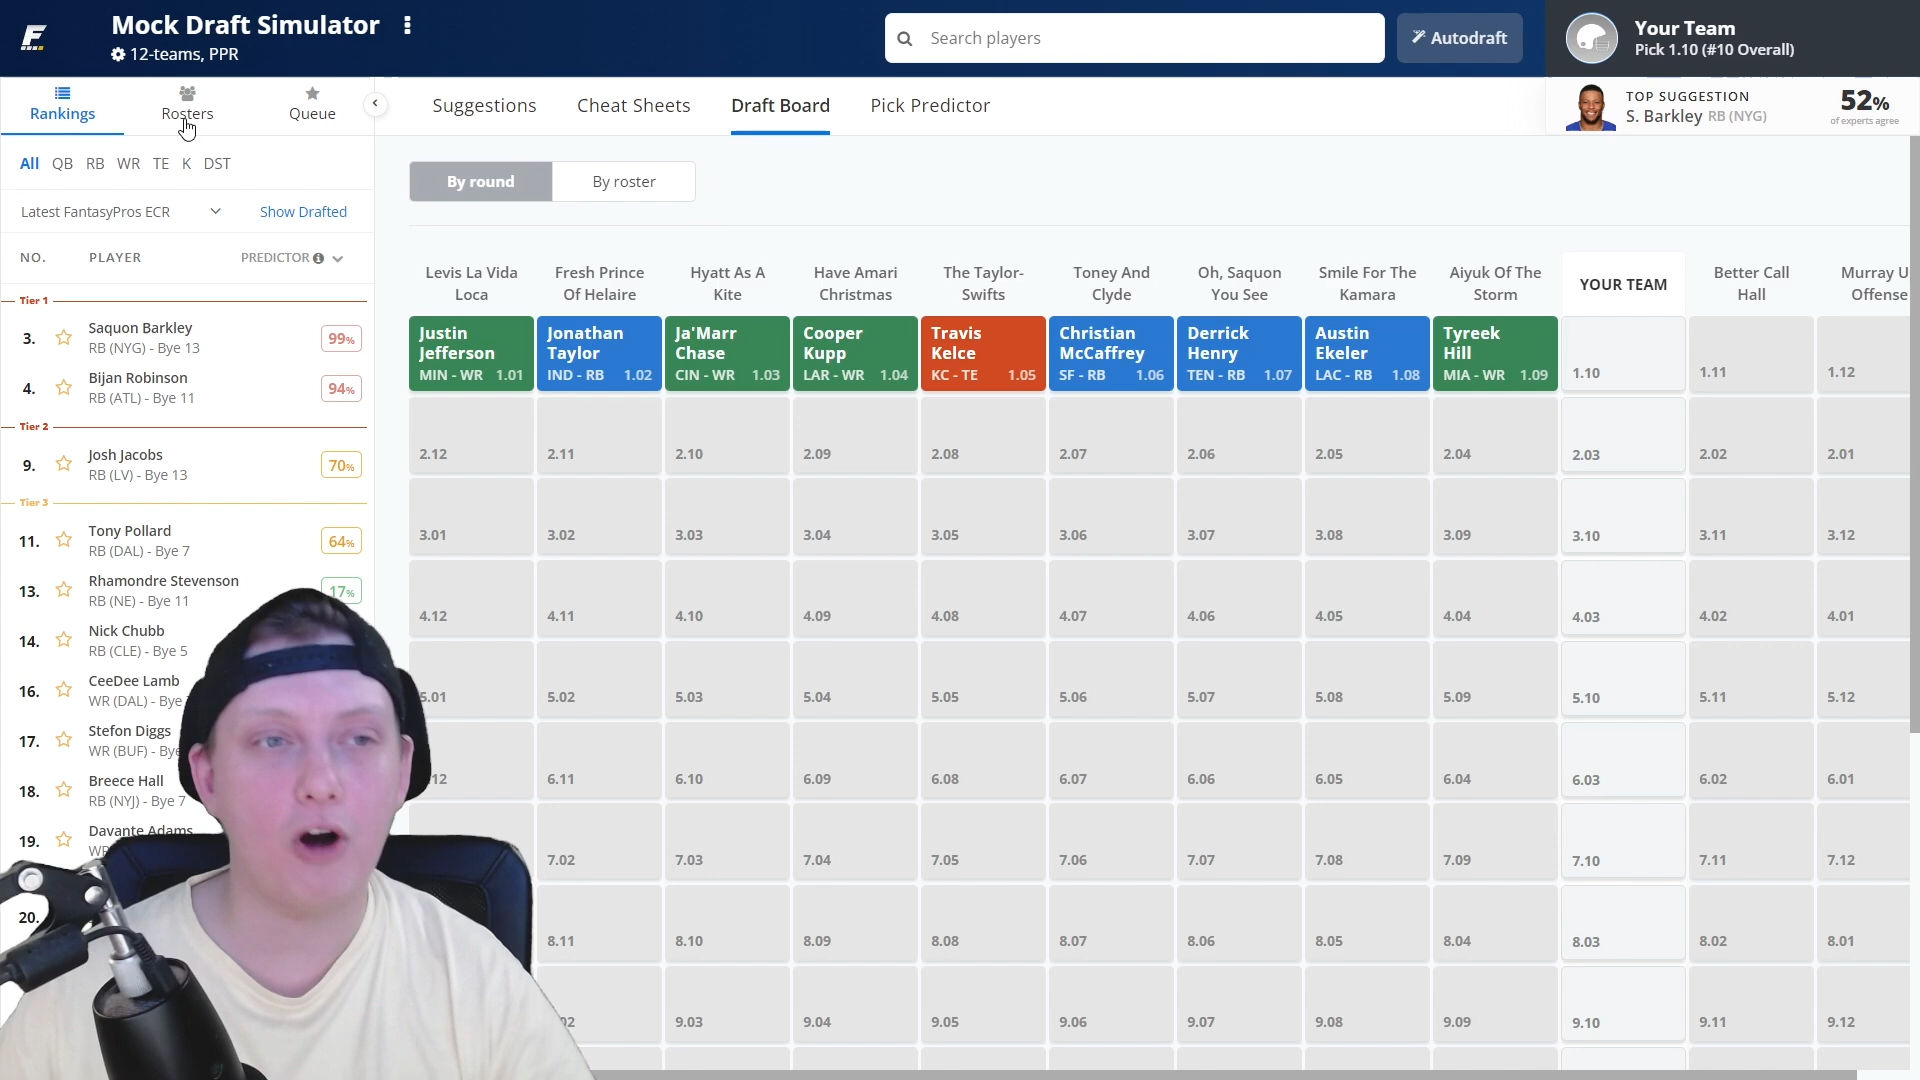 Mock Draft Simulator
12-teams, PPR
Search players
Autodraft
Your Team
Pick 1.10 (#10 Overall)
Rankings
Rosters
Queue
Suggestions
Cheat Sheets
Draft Board
Pick Predictor
TOP SUGGESTION
S. Barkley RB (NYG)
52%
of experts agree
All QB RB WR TE K DST
Latest FantasyPros ECR
Show Drafted
NO. PLAYER PREDICTOR
Tier 1
3. Saquon Barkley
RB (NYG) - Bye 13
99%
4. Bijan Robinson
RB (ATL) - Bye 11
94%
Tier 2
9. Josh Jacobs
RB (LV) - Bye 13
70%
Tier 3
11. Tony Pollard
RB (DAL) - Bye 7
64%
13. Rhamondre Stevenson
RB (NE) - Bye 11
17%
14. Nick Chubb
RB (CLE) - Bye 5
16. CeeDee Lamb
WR (DAL) - Bye
17. Stefon Diggs
WR (BUF) - Bye
18. Breece Hall
RB (NYJ) - Bye 7
19. Davante Adams
20.
By round
By roster
Levis La Vida
Loca
Fresh Prince
Of Helaire
Hyatt As A
Kite
Have Amari
Christmas
The Taylor-
Swifts
Toney And
Clyde
Oh, Saquon
You See
Smile For The
Kamara
Aiyuk Of The
Storm
YOUR TEAM
Better Call
Hall
Murray U
Offense
Justin
Jefferson
MIN - WR 1.01
Jonathan
Taylor
IND - RB 1.02
Ja'Marr
Chase
CIN - WR 1.03
Cooper
Kupp
LAR - WR 1.04
Travis
Kelce
KC - TE 1.05
Christian
McCaffrey
SF - RB 1.06
Derrick
Henry
TEN - RB 1.07
Austin
Ekeler
LAC - RB 1.08
Tyreek
Hill
MIA - WR 1.09
1.10 1.11 1.12
2.12 2.11 2.10 2.09 2.08 2.07 2.06 2.05 2.04 2.03 2.02 2.01
3.01 3.02 3.03 3.04 3.05 3.06 3.07 3.08 3.09 3.10 3.11 3.12
4.12 4.11 4.10 4.09 4.08 4.07 4.06 4.05 4.04 4.03 4.02 4.01
5.01 5.02 5.03 5.04 5.05 5.06 5.07 5.08 5.09 5.10 5.11 5.12
6.11 6.10 6.09 6.08 6.07 6.06 6.05 6.04 6.03 6.02 6.01
7.02 7.03 7.04 7.05 7.06 7.07 7.08 7.09 7.10 7.11 7.12
8.11 8.10 8.09 8.08 8.07 8.06 8.05 8.04 8.03 8.02 8.01
9.03 9.04 9.05 9.06 9.07 9.08 9.09 9.10 9.11 9.12